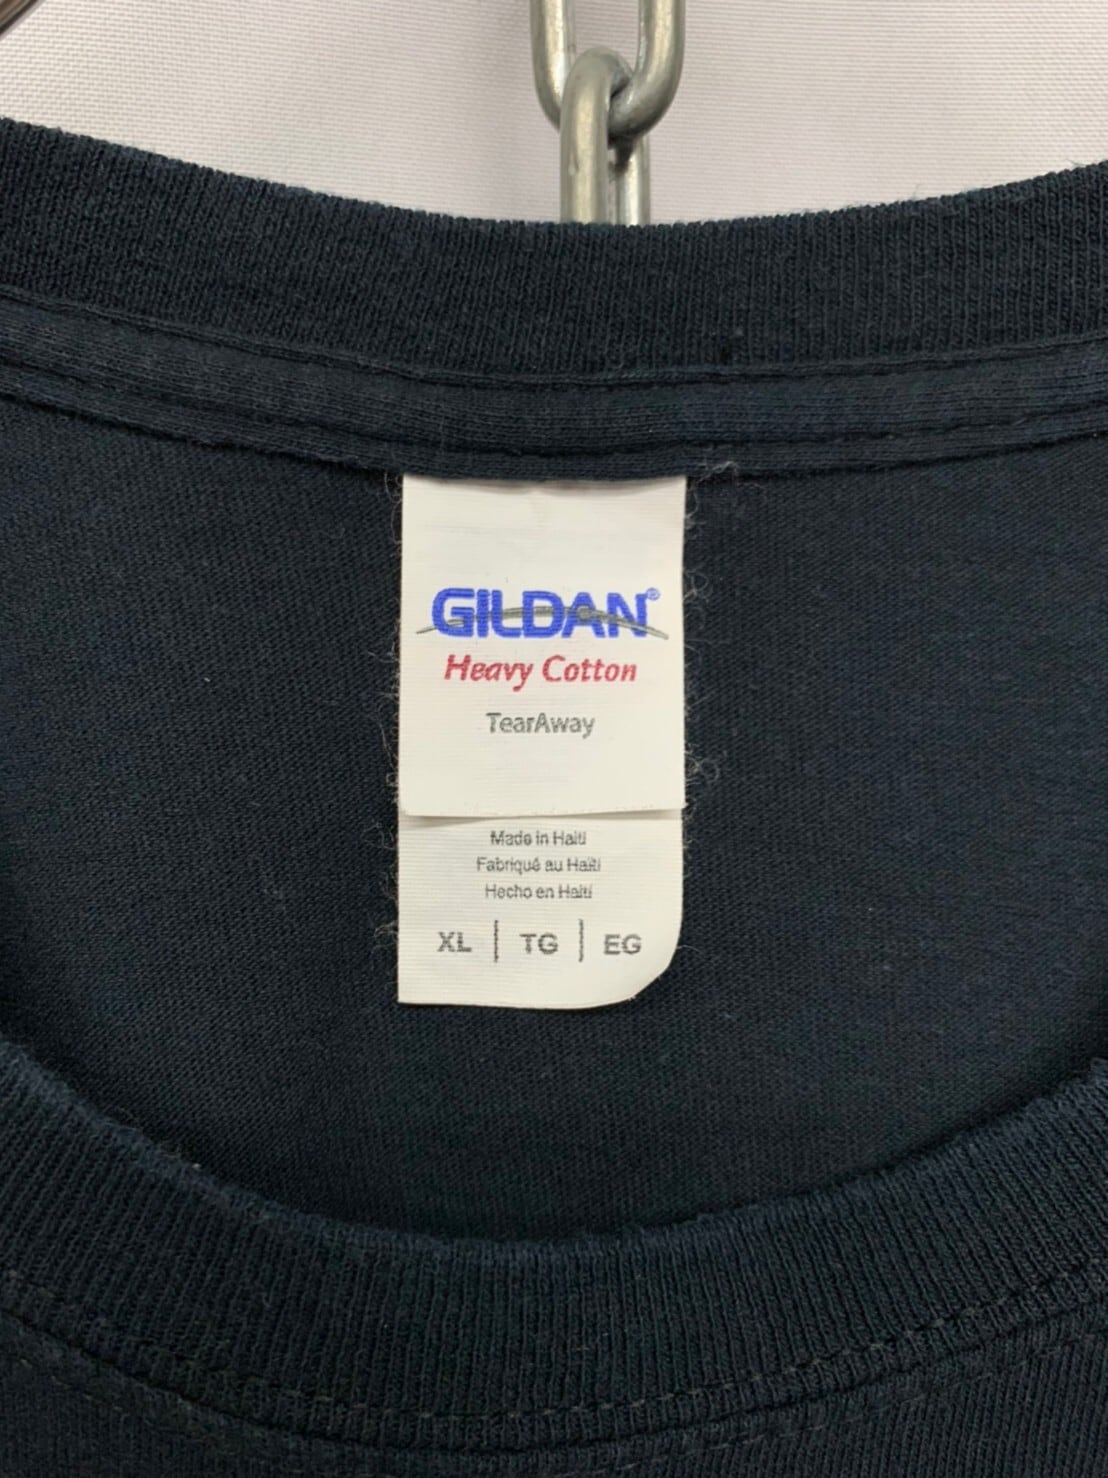 GILDAN®
Heavy Cotton
TearAway
Made in Haiti
Fabriqué au Haïti
Hecho en Haití
XL | TG | EG